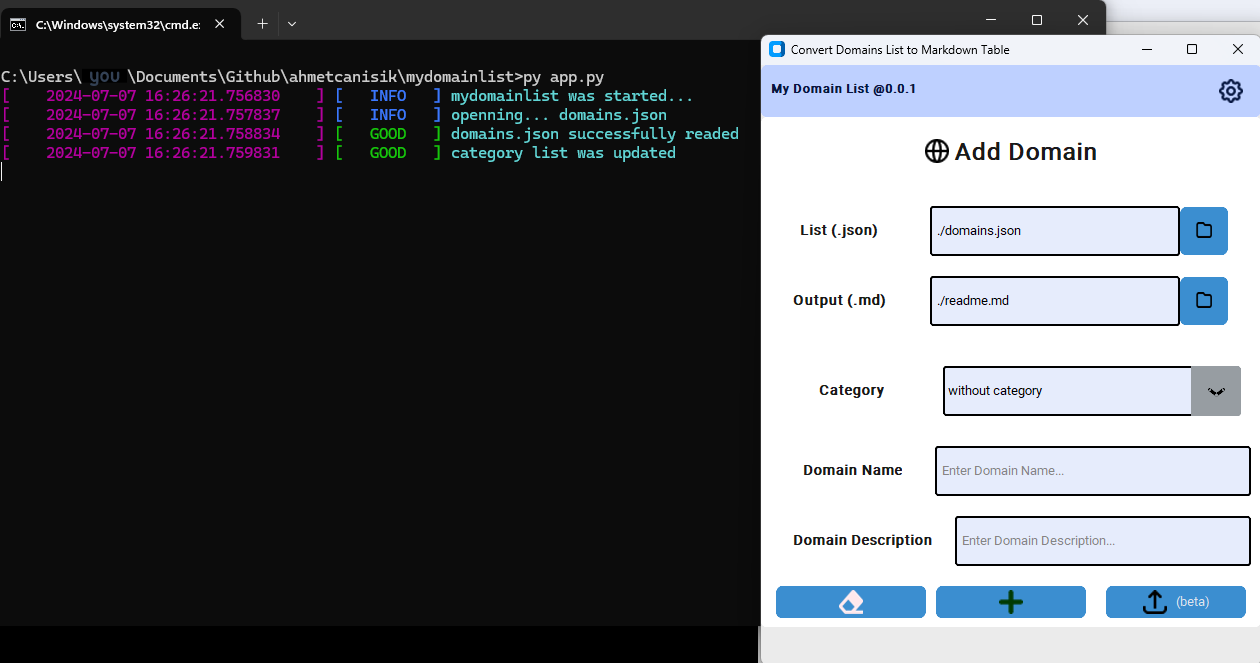 C:\Windows\system32\cmd.e
C:\Users\ you \Documents\Github\ahmetcanisik\mydomainlist>py app.py
[ 2024-07-07 16:26:21.756830 ] [ INFO ] mydomainlist was started...
[ 2024-07-07 16:26:21.757837 ] [ INFO ] openning... domains.json
[ 2024-07-07 16:26:21.758834 ] [ GOOD ] domains.json successfully readed
[ 2024-07-07 16:26:21.759831 ] [ GOOD ] category list was updated
Convert Domains List to Markdown Table
My Domain List @0.0.1
Add Domain
List (.json)
./domains.json
Output (.md)
./readme.md
Category
without category
Domain Name
Enter Domain Name...
Domain Description
Enter Domain Description...
(beta)